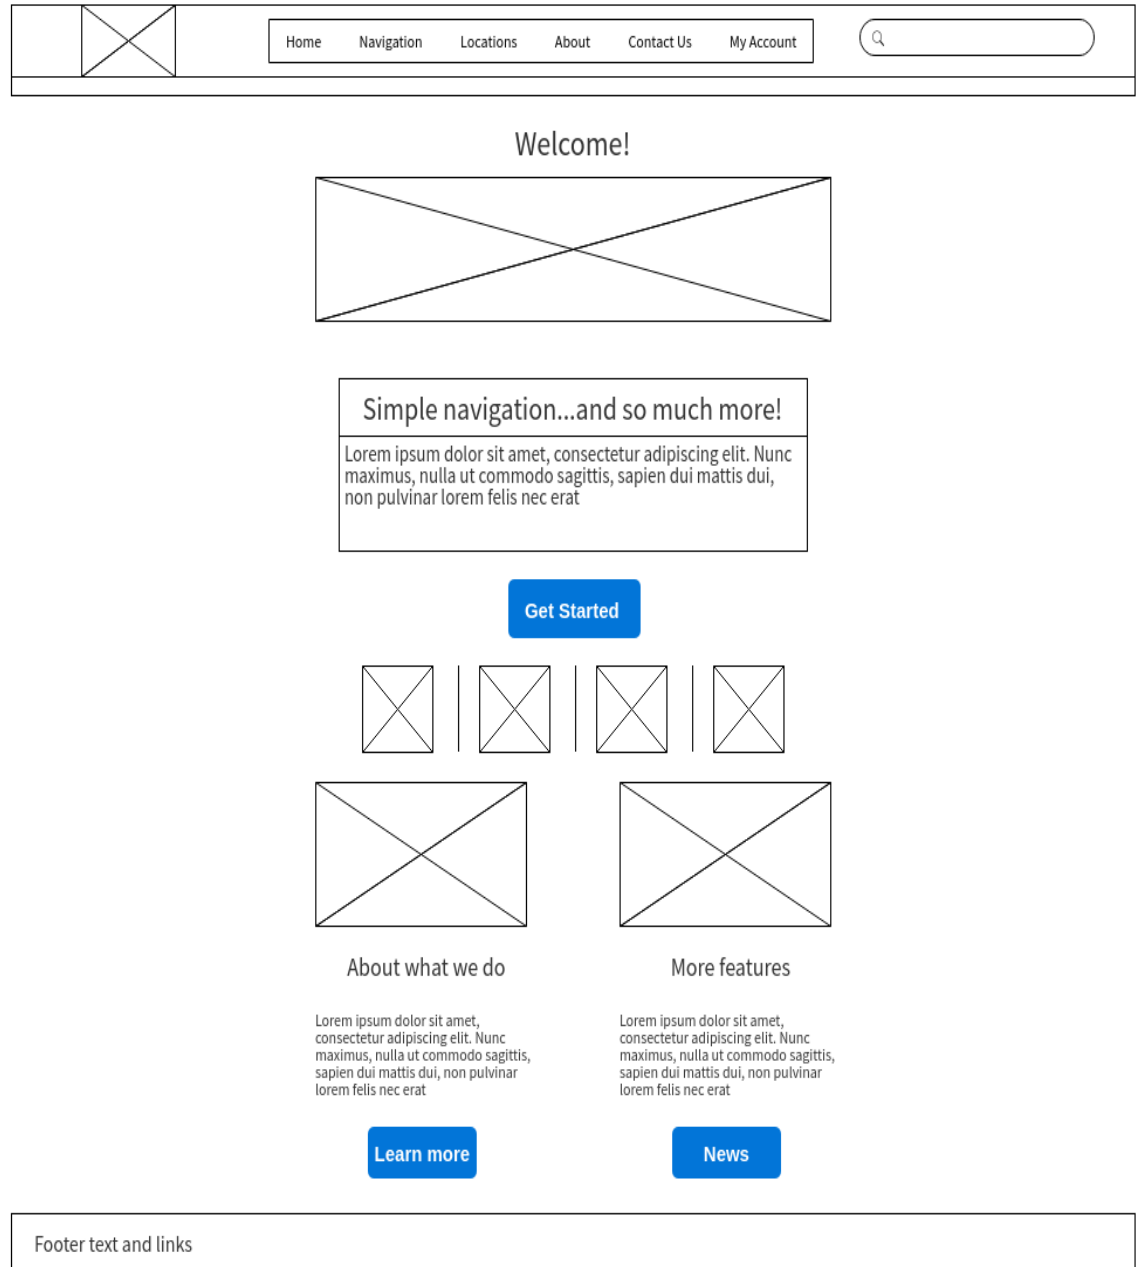 Home Navigation Locations About Contact Us My Account
Welcome!
Simple navigation...and so much more!
Lorem ipsum dolor sit amet, consectetur adipiscing elit. Nunc
maximus, nulla ut commodo sagittis, sapien dui mattis dui,
non pulvinar lorem felis nec erat
Get Started
About what we do
Lorem ipsum dolor sit amet,
consectetur adipiscing elit. Nunc
maximus, nulla ut commodo sagittis,
sapien dui mattis dui, non pulvinar
lorem felis nec erat
Learn more
More features
Lorem ipsum dolor sit amet,
consectetur adipiscing elit. Nunc
maximus, nulla ut commodo sagittis,
sapien dui mattis dui, non pulvinar
lorem felis nec erat
News
Footer text and links